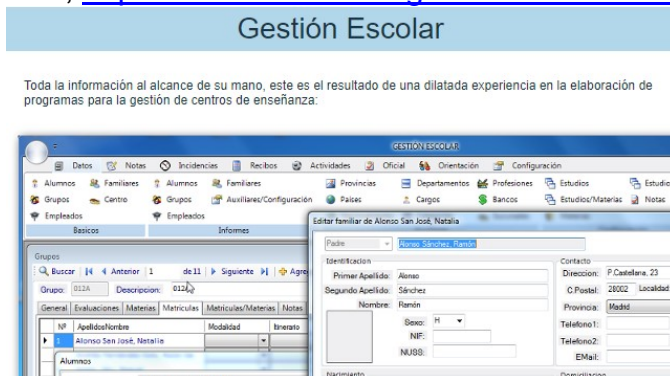 Gestión Escolar
Toda la información al alcance de su mano, este es el resultado de una dilatada experiencia en la elaboración de
programas para la gestión de centros de enseñanza:
GESTION ESCOLAR
Datos Notas Incidencias Recibos Actividades Oficial Orientación Configuración
Alumnos Familiares Alumnos Familiares Provincias Departamentos Profesiones Estudios
Grupos Centro Grupos Auxiliares/Configuración Paises Cargos Bancos Estudios/Materias Notas
Empleados Empleados
Basicos Informes
Editar familiar de Alonso San José, Natalia
Padre Alonso Sánchez, Ramón
Grupos
Identificacion Contacto
Buscar Anterior 1 de 11 Siguiente
Primer Apellido: Alonso Direccion: P.Castellana, 23
Grupo: 012A Descripcion: 012A
Segundo Apellido: Sánchez C.Postal: 28002 Localidad
General Evaluaciones Materias Matriculas Matriculas/Materias Notas
Nombre: Ramón Provincia: Madrid
Nº ApellidosNombre Modalidad Itinerato
Sexo: H Telefono1:
1 Alonso San José, Natalia
NIF: Telefono2:
Alumnos
NUSS: EMail:
Nacimiento Domiciliacion